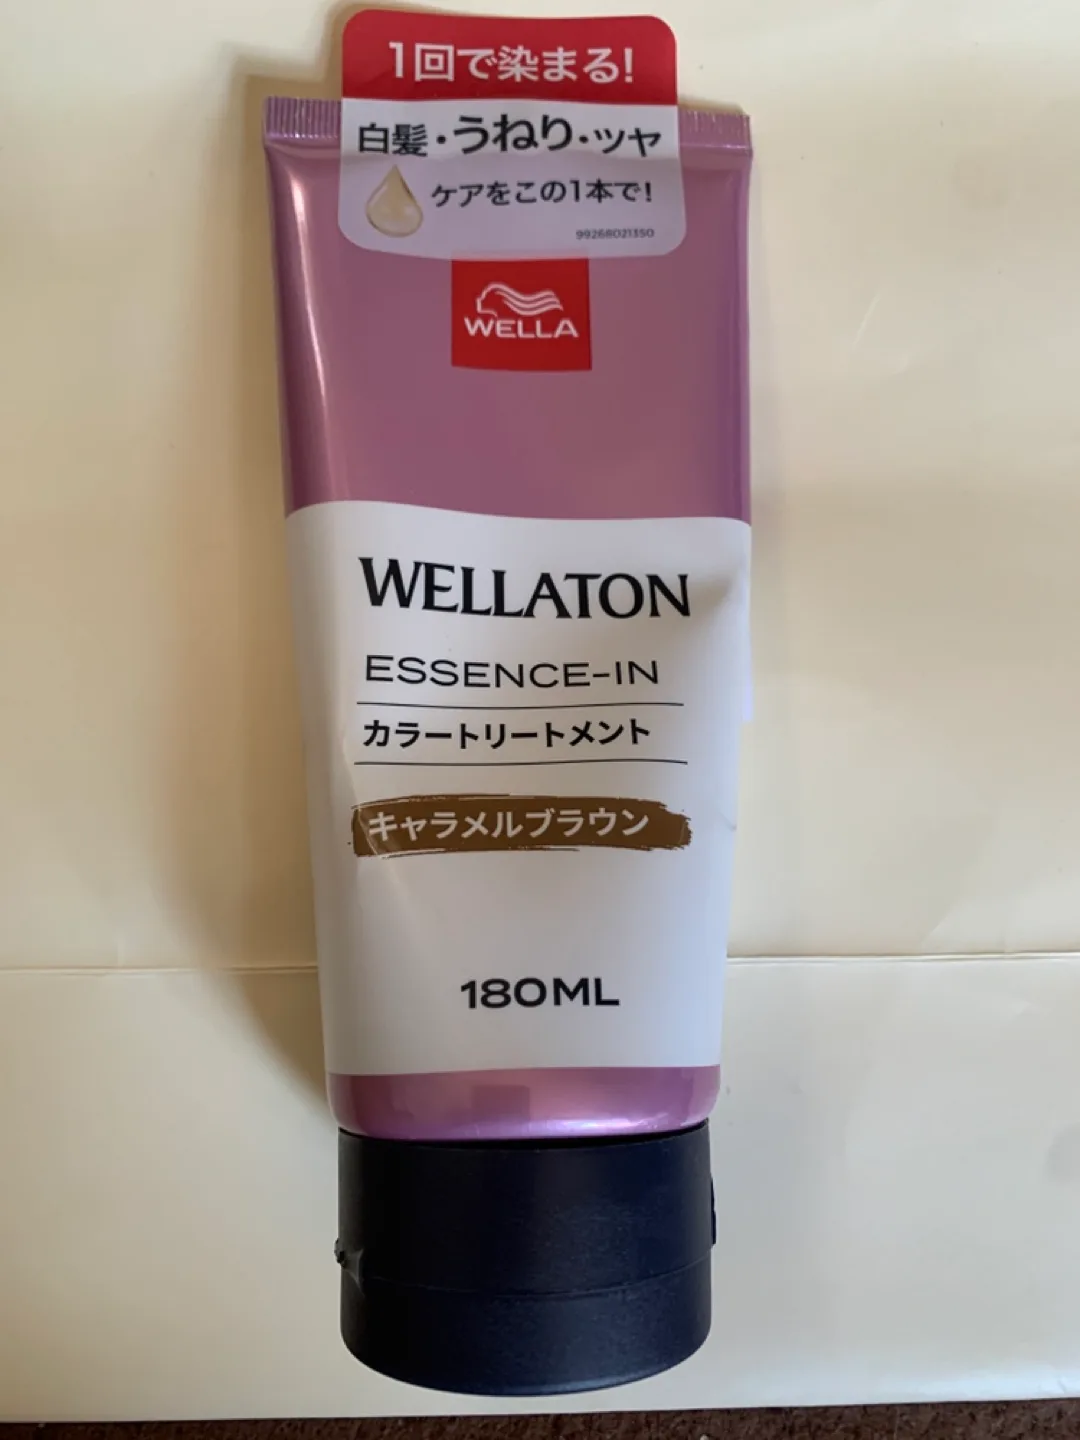 1回で染まる!
白髪・うねり・ツヤ
ケアをこの1本で!
99268021350
WELLA
WELLATON
ESSENCE-IN
カラートリートメント
キャラメルブラウン
180ML